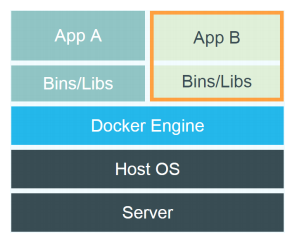 App A
App B
Bins/Libs
Bins/Libs
Docker Engine
Host OS
Server